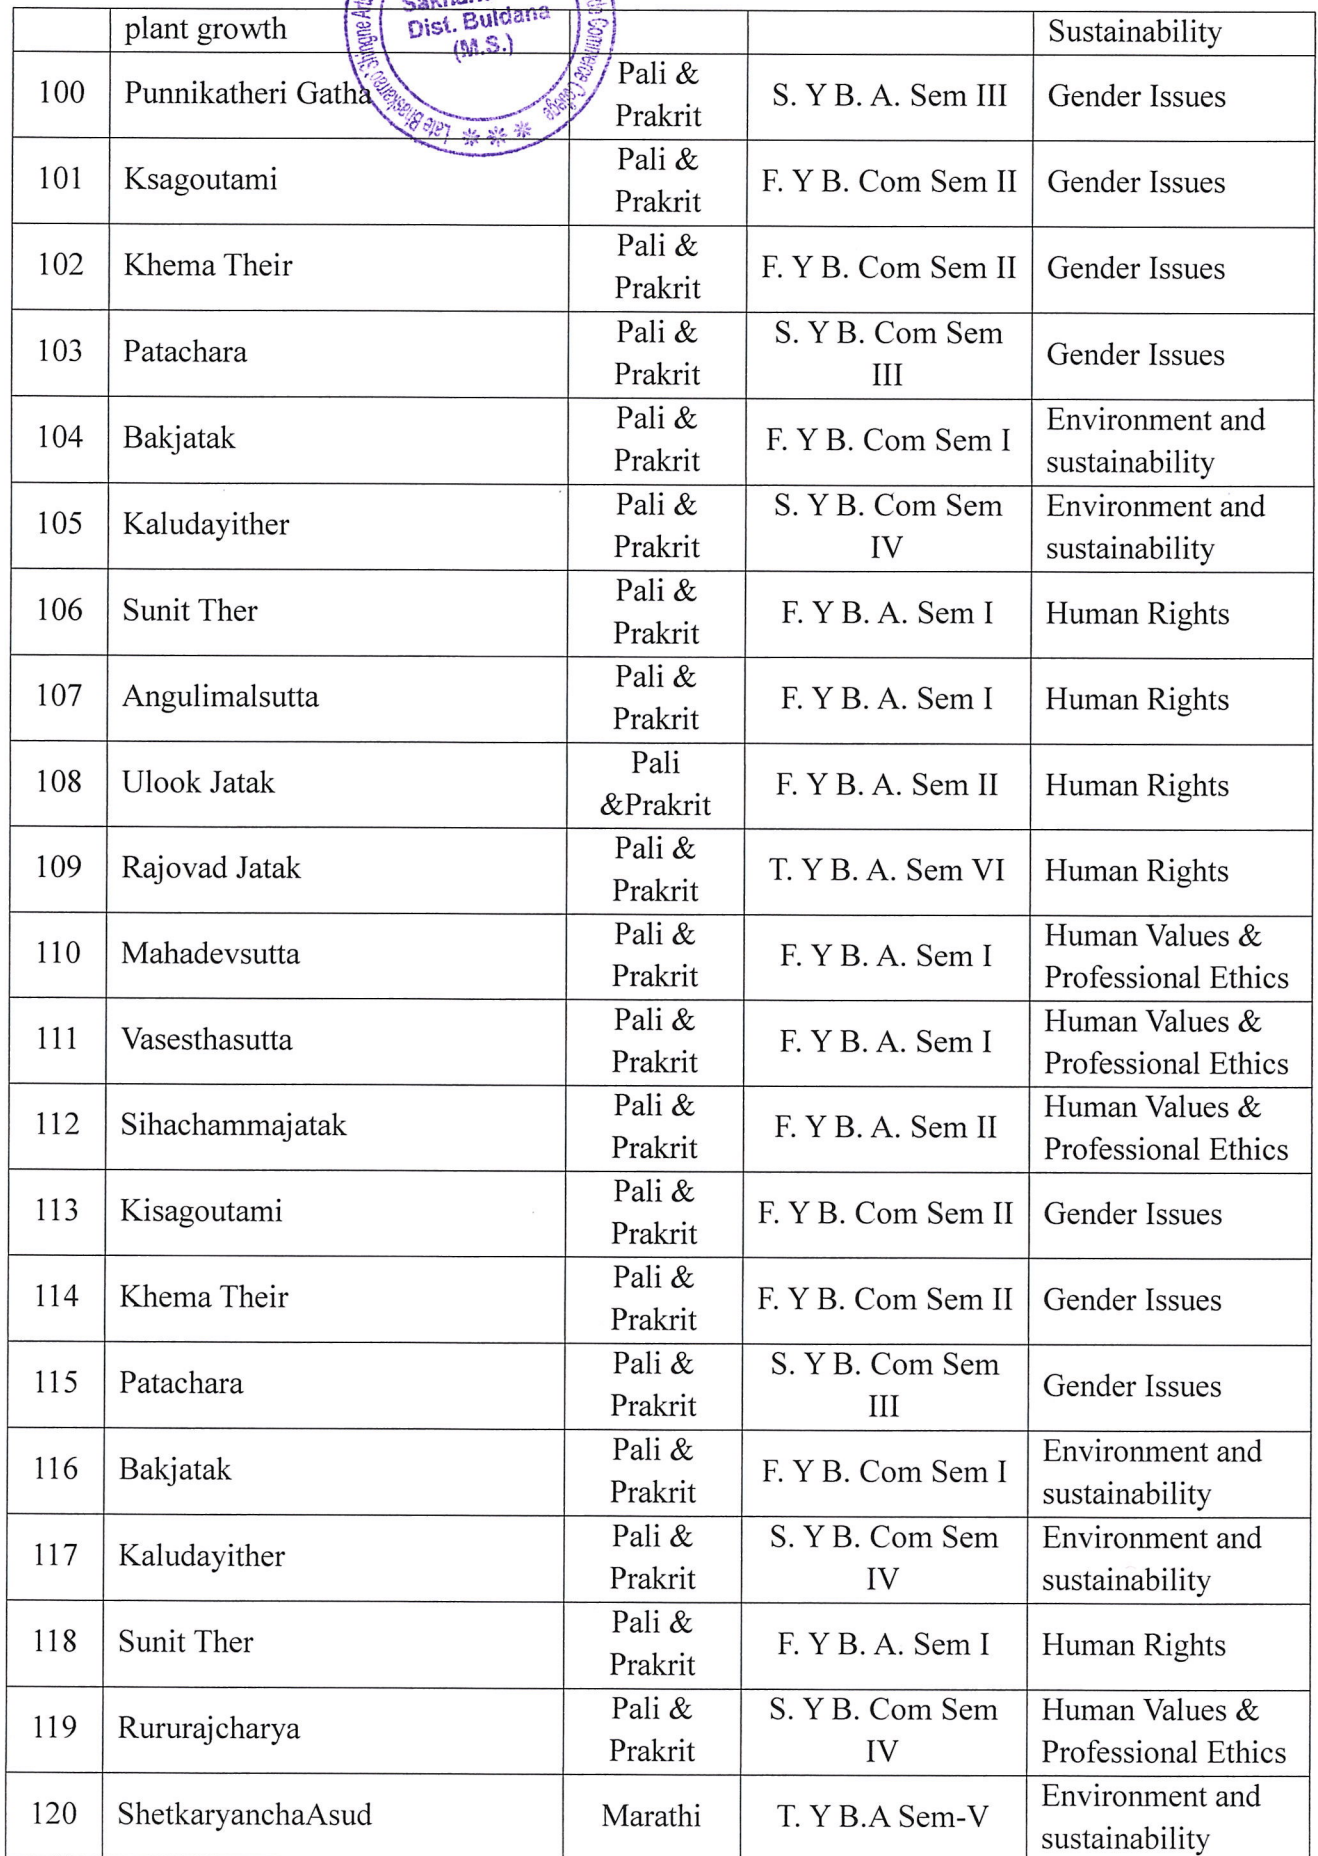 plant growth Sustainability
Dist. Buldana
(M.S.)
Late Bhaskarrao Shingne Arts
Commerce College
100 Punnikatheri Gatha Pali & Prakrit S. Y B. A. Sem III Gender Issues
101 Ksagoutami Pali & Prakrit F. Y B. Com Sem II Gender Issues
102 Khema Their Pali & Prakrit F. Y B. Com Sem II Gender Issues
103 Patachara Pali & Prakrit S. Y B. Com Sem III Gender Issues
104 Bakjatak Pali & Prakrit F. Y B. Com Sem I Environment and sustainability
105 Kaludayither Pali & Prakrit S. Y B. Com Sem IV Environment and sustainability
106 Sunit Ther Pali & Prakrit F. Y B. A. Sem I Human Rights
107 Angulimalsutta Pali & Prakrit F. Y B. A. Sem I Human Rights
108 Ulook Jatak Pali &Prakrit F. Y B. A. Sem II Human Rights
109 Rajovad Jatak Pali & Prakrit T. Y B. A. Sem VI Human Rights
110 Mahadevsutta Pali & Prakrit F. Y B. A. Sem I Human Values & Professional Ethics
111 Vasesthasutta Pali & Prakrit F. Y B. A. Sem I Human Values & Professional Ethics
112 Sihachammajatak Pali & Prakrit F. Y B. A. Sem II Human Values & Professional Ethics
113 Kisagoutami Pali & Prakrit F. Y B. Com Sem II Gender Issues
114 Khema Their Pali & Prakrit F. Y B. Com Sem II Gender Issues
115 Patachara Pali & Prakrit S. Y B. Com Sem III Gender Issues
116 Bakjatak Pali & Prakrit F. Y B. Com Sem I Environment and sustainability
117 Kaludayither Pali & Prakrit S. Y B. Com Sem IV Environment and sustainability
118 Sunit Ther Pali & Prakrit F. Y B. A. Sem I Human Rights
119 Rururajcharya Pali & Prakrit S. Y B. Com Sem IV Human Values & Professional Ethics
120 ShetkaryanchaAsud Marathi T. Y B.A Sem-V Environment and sustainability